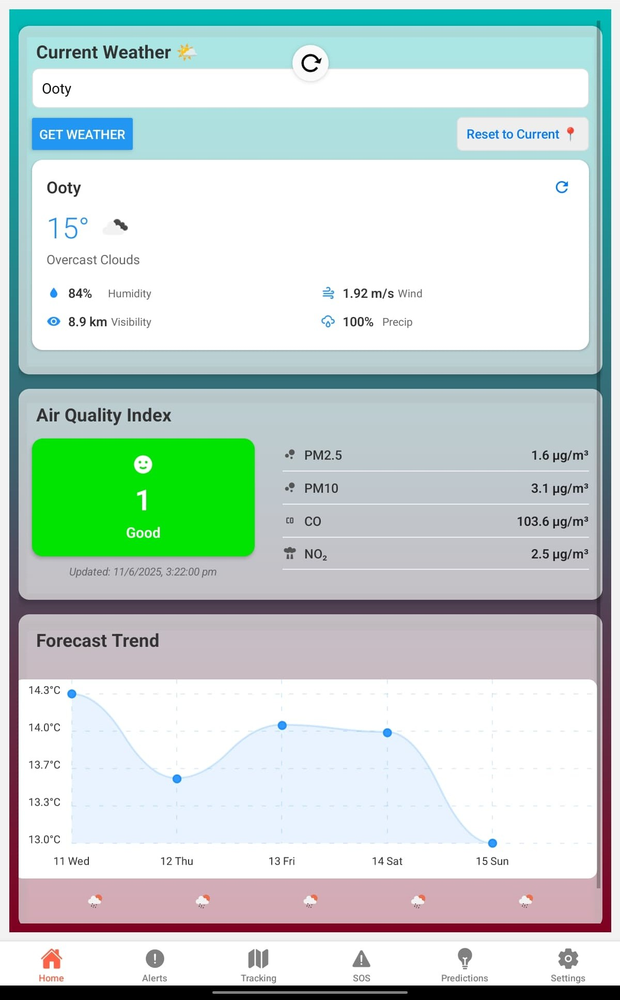 Current Weather 🌤️
Ooty
GET WEATHER
Reset to Current 📍
Ooty
15°
Overcast Clouds
84% Humidity
1.92 m/s Wind
8.9 km Visibility
100% Precip
Air Quality Index
1
Good
Updated: 11/6/2025, 3:22:00 pm
PM2.5 1.6 µg/m³
PM10 3.1 µg/m³
CO CO 103.6 µg/m³
NO₂ 2.5 µg/m³
Forecast Trend
14.3°C
14.0°C
13.7°C
13.3°C
13.0°C
11 Wed 12 Thu 13 Fri 14 Sat 15 Sun
Home Alerts Tracking SOS Predictions Settings